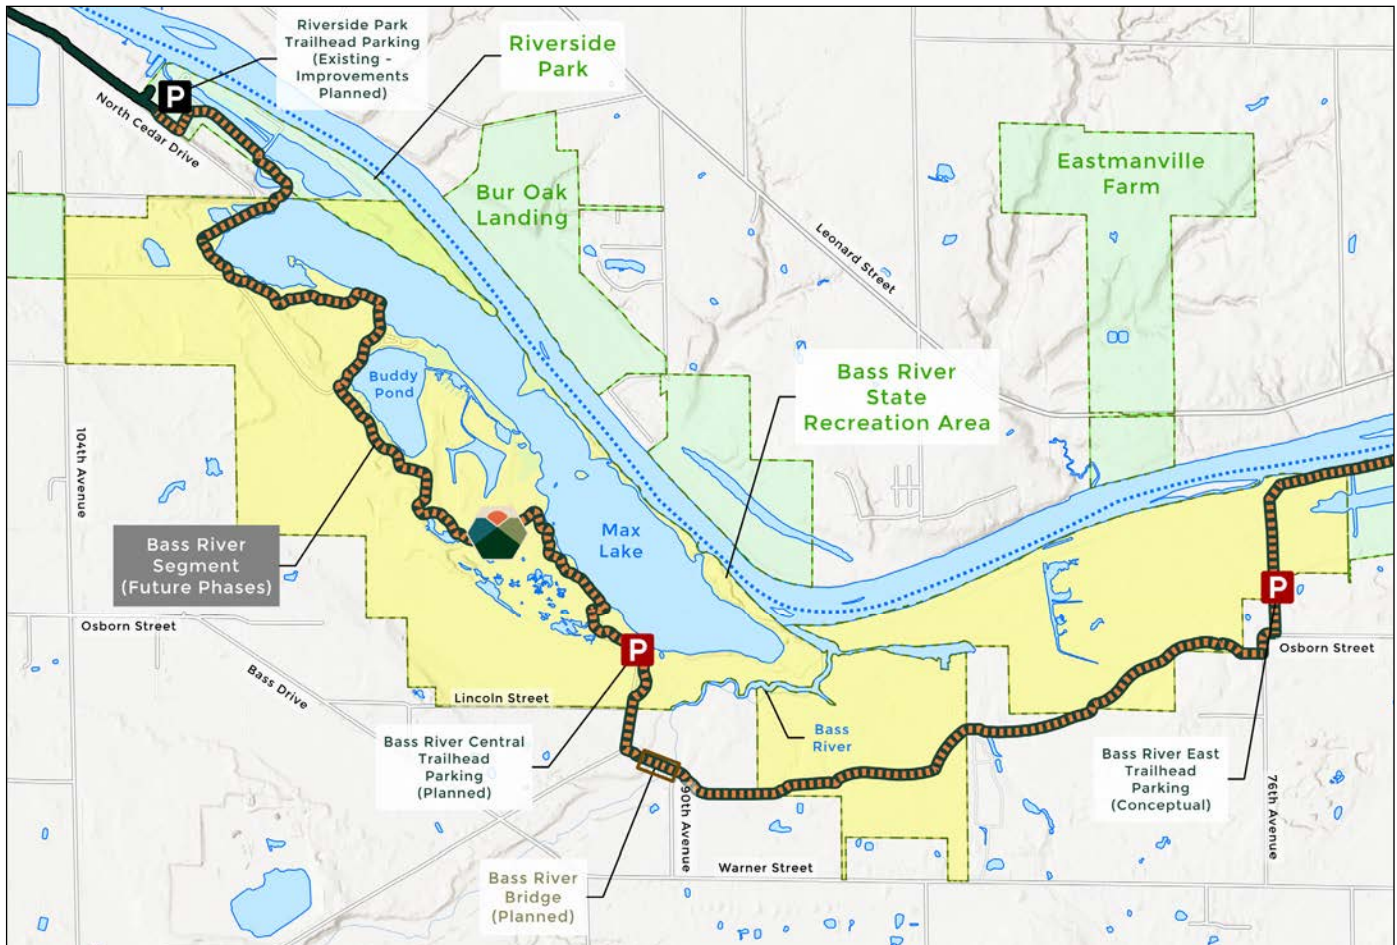 Riverside Park
Trailhead Parking
(Existing -
Improvements
Planned)
Riverside
Park
P
North Cedar Drive
Bur Oak
Landing
Eastmanville
Farm
Leonard Street
Buddy
Pond
Bass River
State
Recreation Area
104th Avenue
Max
Lake
Bass River
Segment
(Future Phases)
P
Osborn Street
P
Osborn Street
Bass Drive
Lincoln Street
Bass
River
Bass River Central
Trailhead
Parking
(Planned)
Bass River East
Trailhead
Parking
(Conceptual)
90th Avenue
76th Avenue
Warner Street
Bass River
Bridge
(Planned)